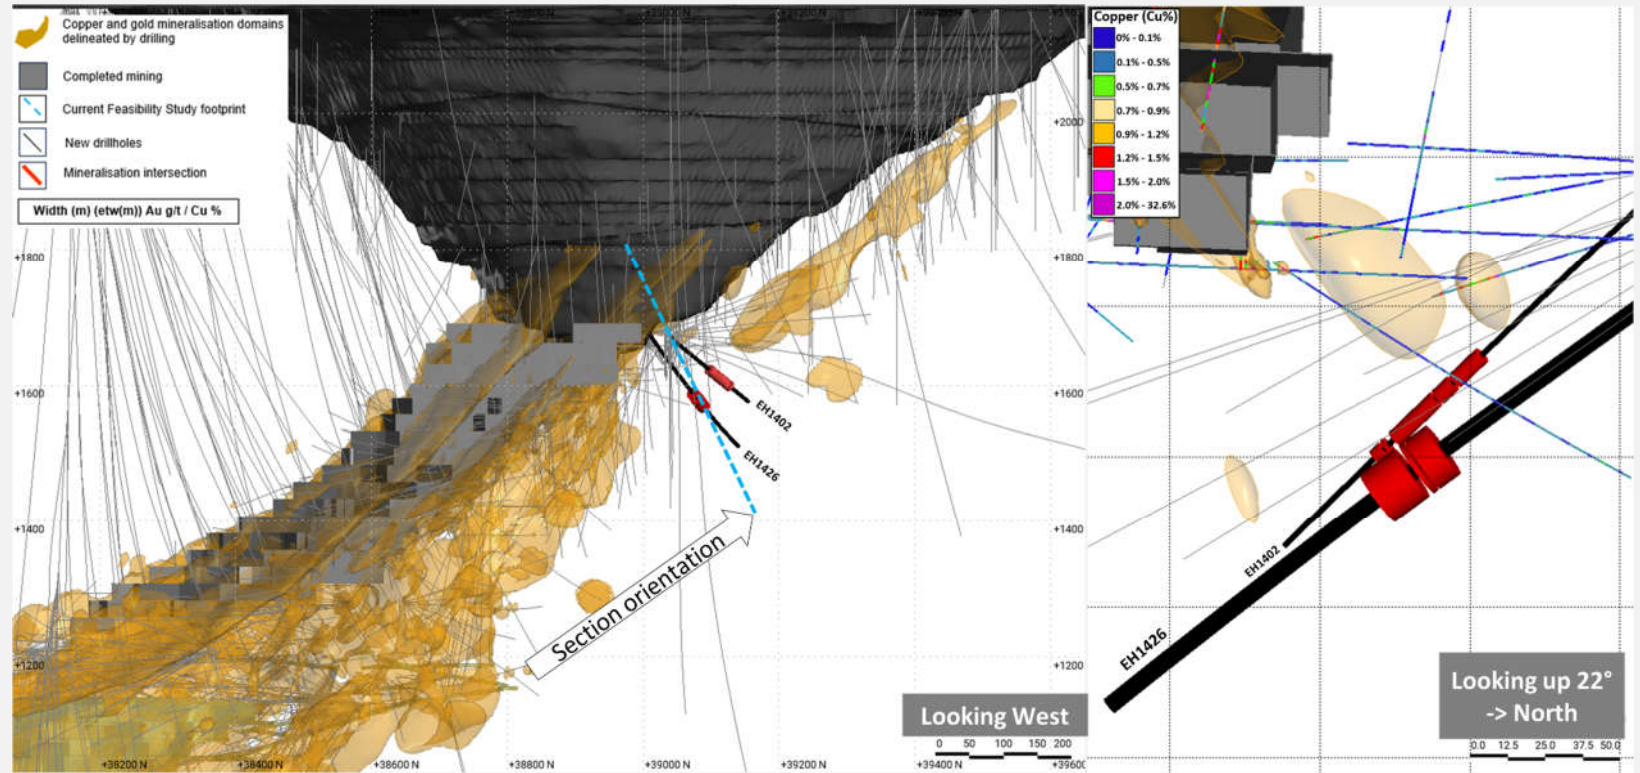 Copper and gold mineralisation domains
delineated by drilling
Completed mining
Current Feasibility Study footprint
New drillholes
Mineralisation intersection
Width (m) (etw(m)) Au g/t / Cu %
+2000
+1800
+1800
+1600
+1600
+1400
+1400
+1200
+1200
EH1402
EH1426
Section orientation
Looking West
0 50 100 150 200
+38200 N
+38400 N
+38600 N
+38800 N
+39000 N
+39200 N
+39400 N
+39600
Copper (Cu%)
0% - 0.1%
0.1% - 0.5%
0.5% - 0.7%
0.7% - 0.9%
0.9% - 1.2%
1.2% - 1.5%
1.5% - 2.0%
2.0% - 32.6%
EH1402
EH1426
Looking up 22°
-> North
0.0 12.5 25.0 37.5 50.0